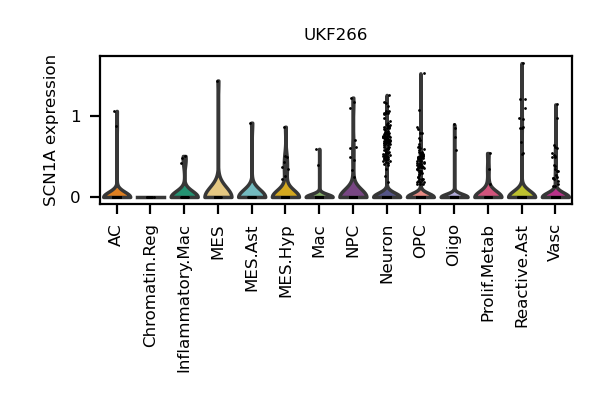 UKF266
SCN1A expression
1
0
AC
Chromatin.Reg
Inflammatory.Mac
MES
MES.Ast
MES.Hyp
Mac
NPC
Neuron
OPC
Oligo
Prolif.Metab
Reactive.Ast
Vasc